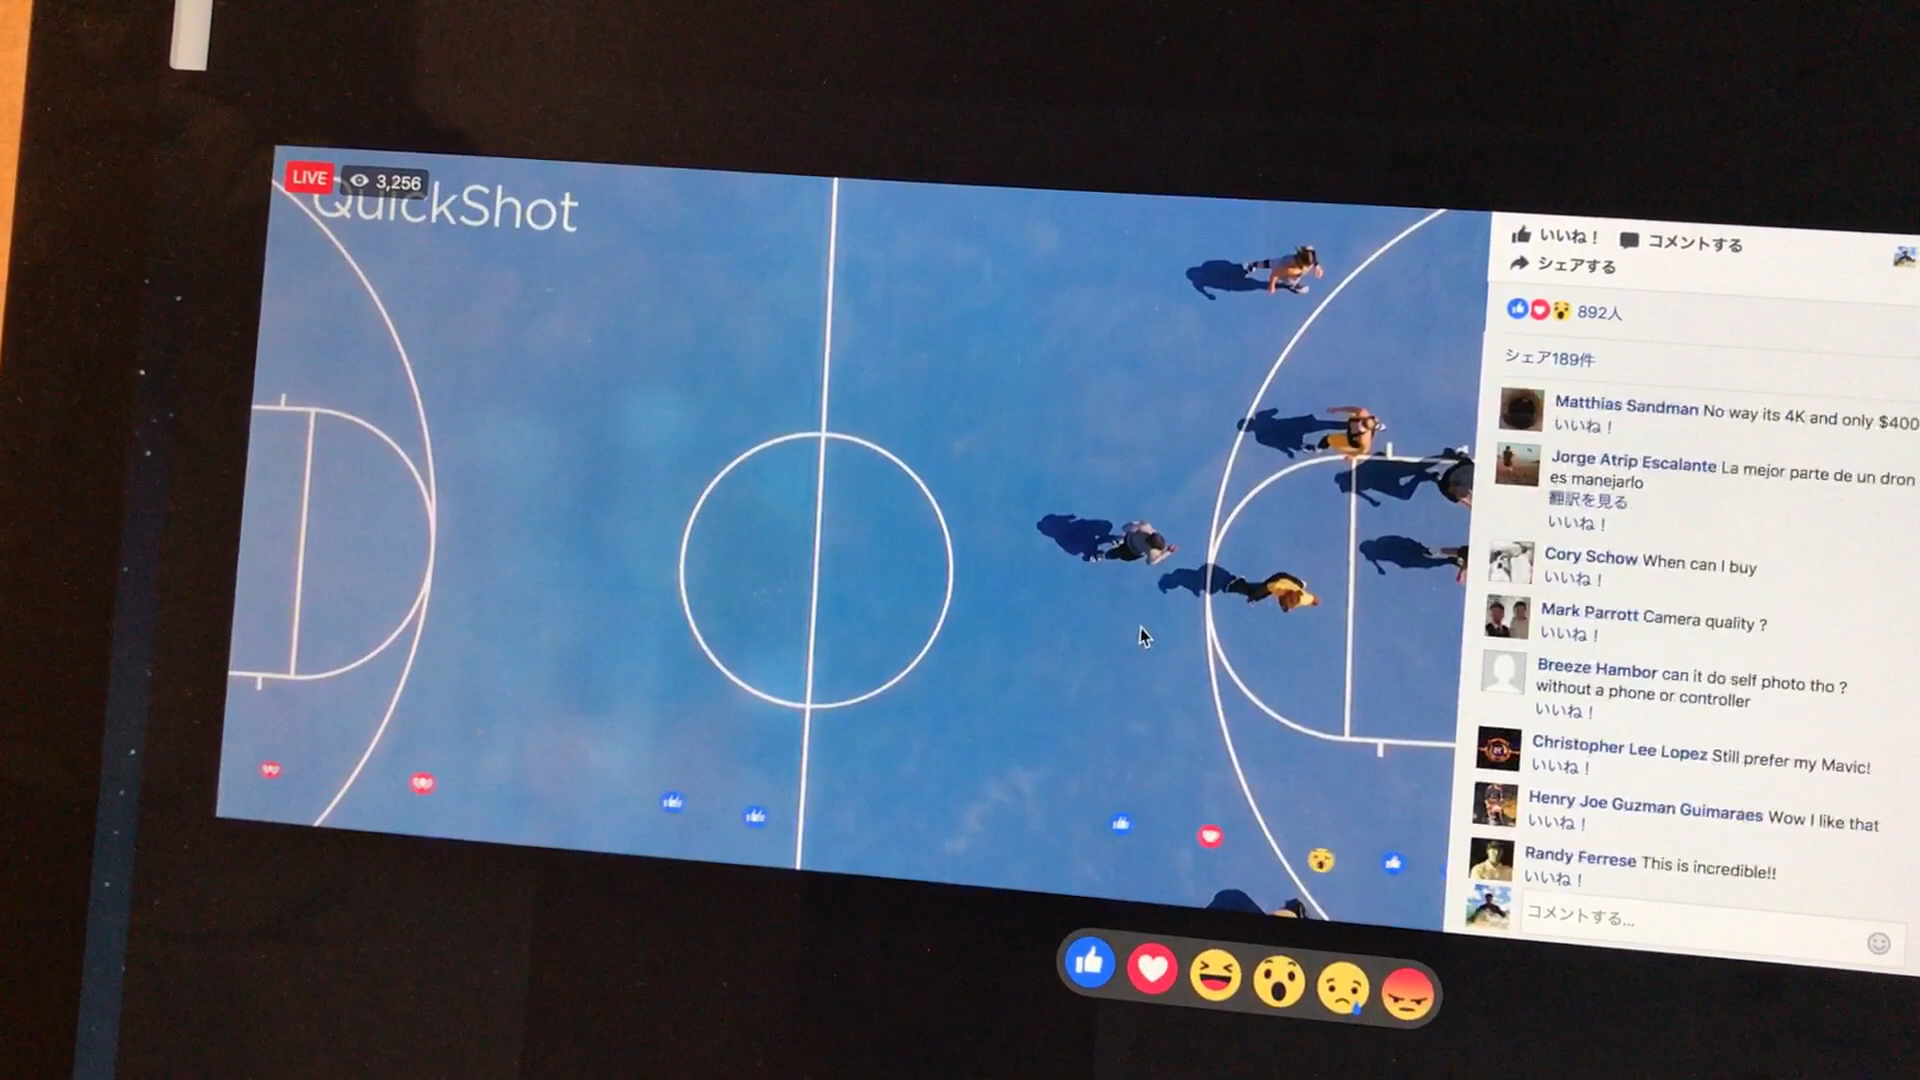 LIVE 3,256
QuickShot
いいね！ コメントする
シェアする
892人
シェア189件
Matthias Sandman No way its 4K and only $400
いいね！
Jorge Atrip Escalante La mejor parte de un dron
es manejarlo
翻訳を見る
いいね！
Cory Schow When can I buy
いいね！
Mark Parrott Camera quality ?
いいね！
Breeze Hambor can it do self photo tho ?
without a phone or controller
いいね！
Christopher Lee Lopez Still prefer my Mavic!
いいね！
Henry Joe Guzman Guimaraes Wow I like that
いいね！
Randy Ferrese This is incredible!!
いいね！
コメントする...